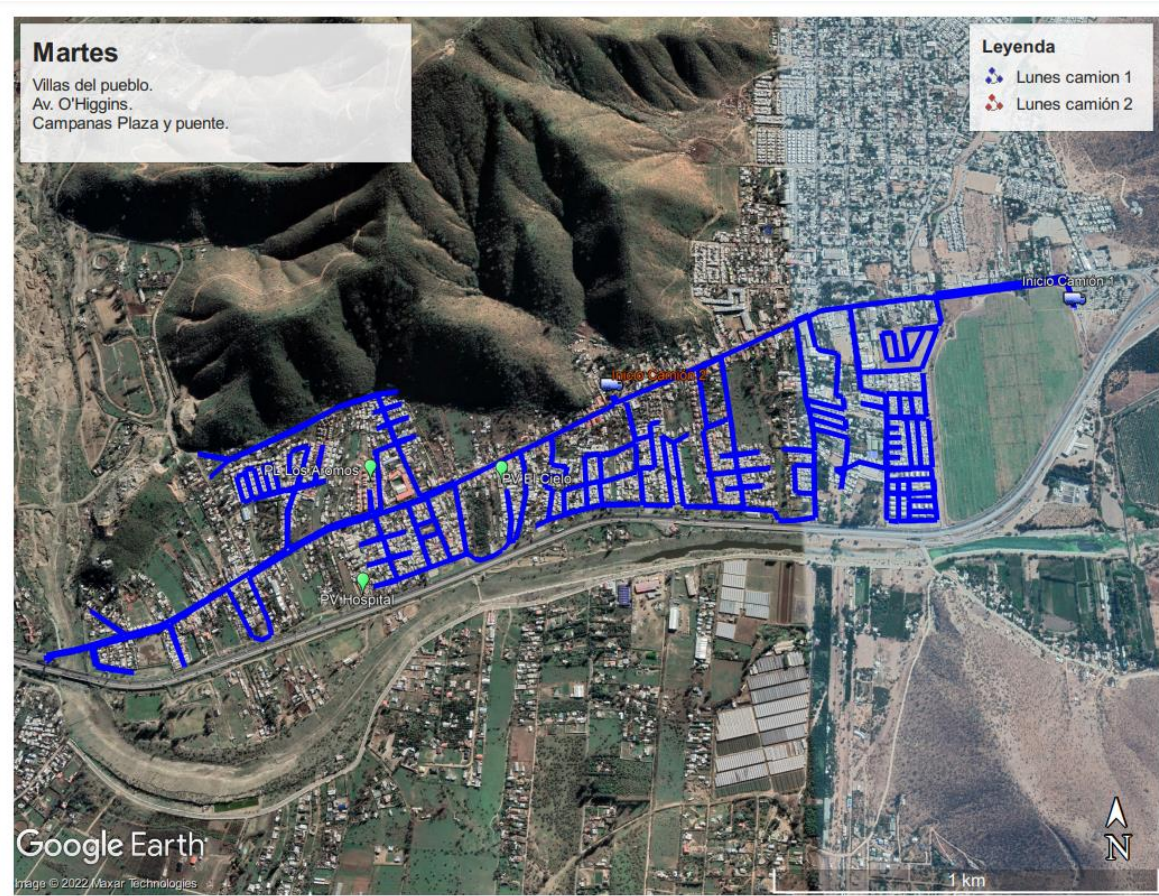 Martes
Villas del pueblo.
Av. O'Higgins.
Campanas Plaza y puente.
Leyenda
Lunes camion 1
Lunes camión 2
Inicio Camión 1
Inicio Camión 2
PL Los Aromos
PV El Cielo
PV Hospital
Google Earth
Image © 2022 Maxar Technologies
N
1 km